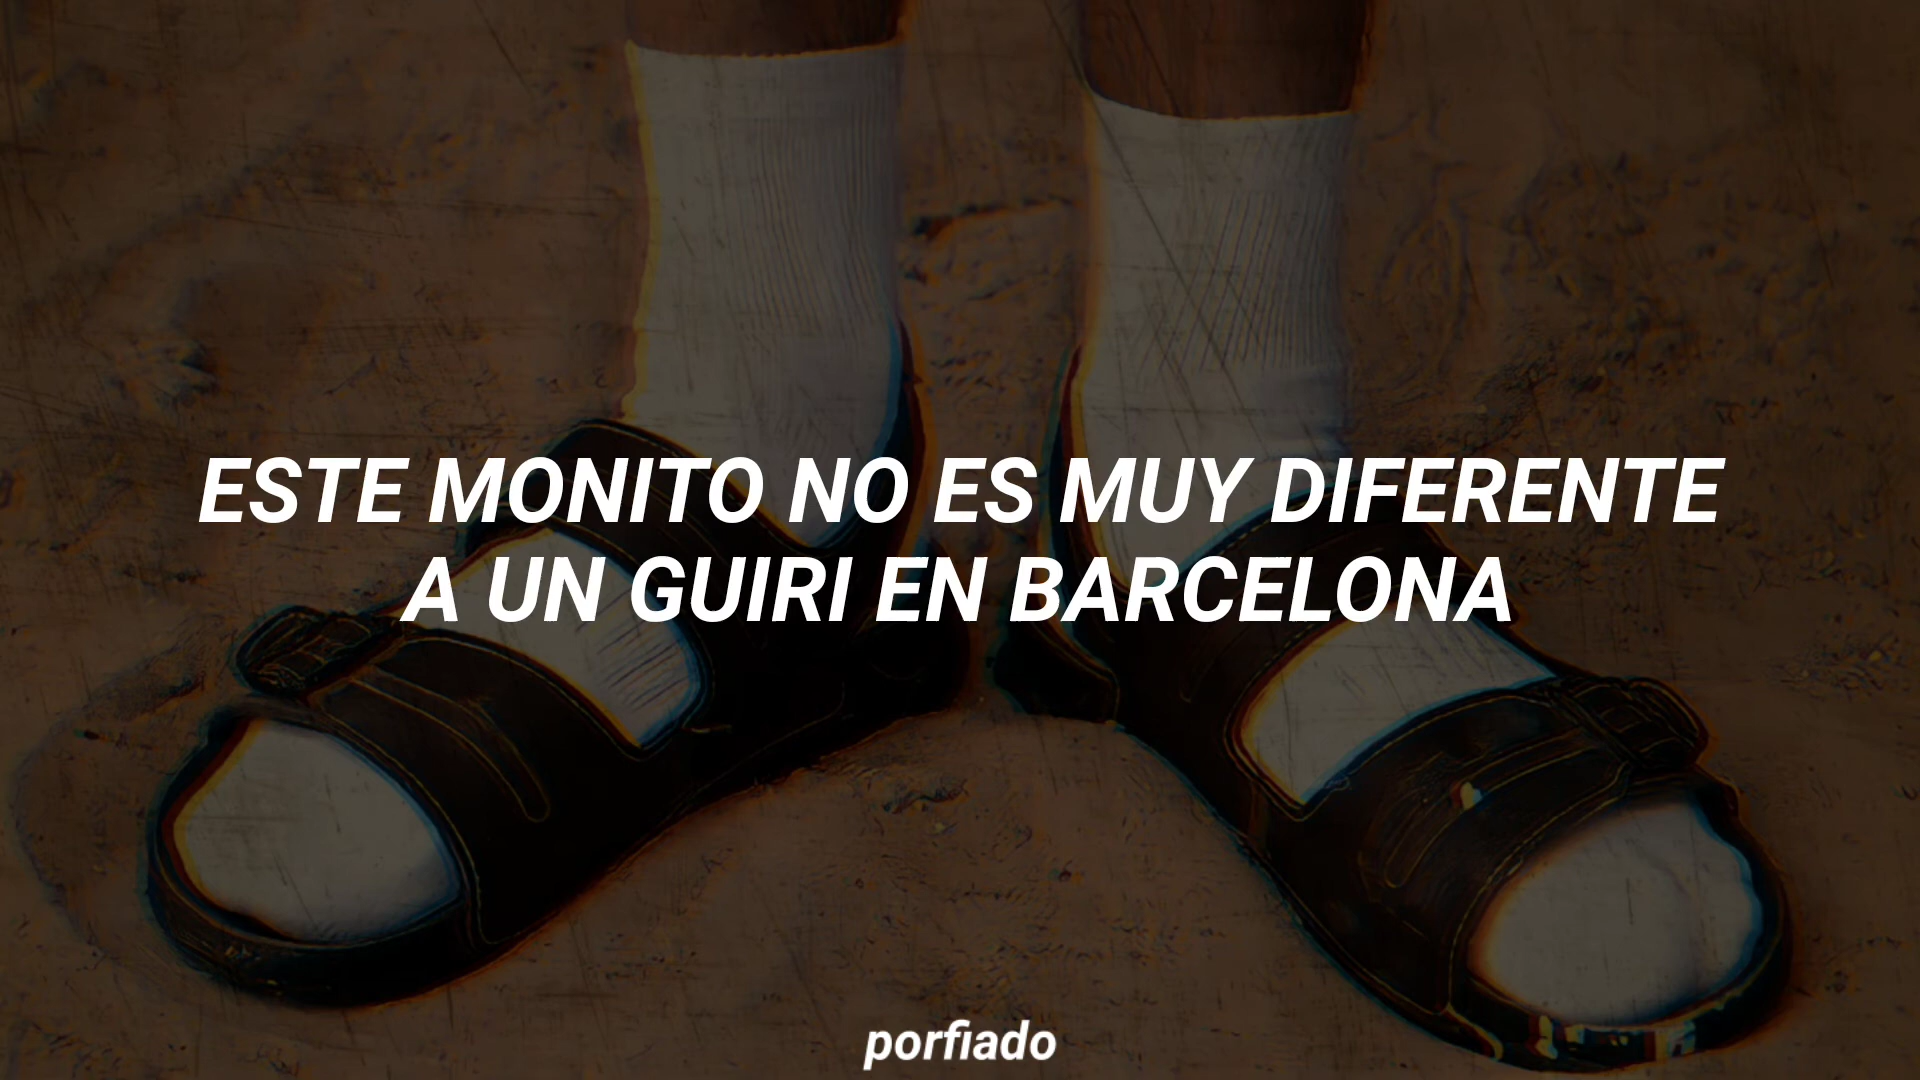 ESTE MONITO NO ES MUY DIFERENTE
A UN GUIRI EN BARCELONA
porfiado